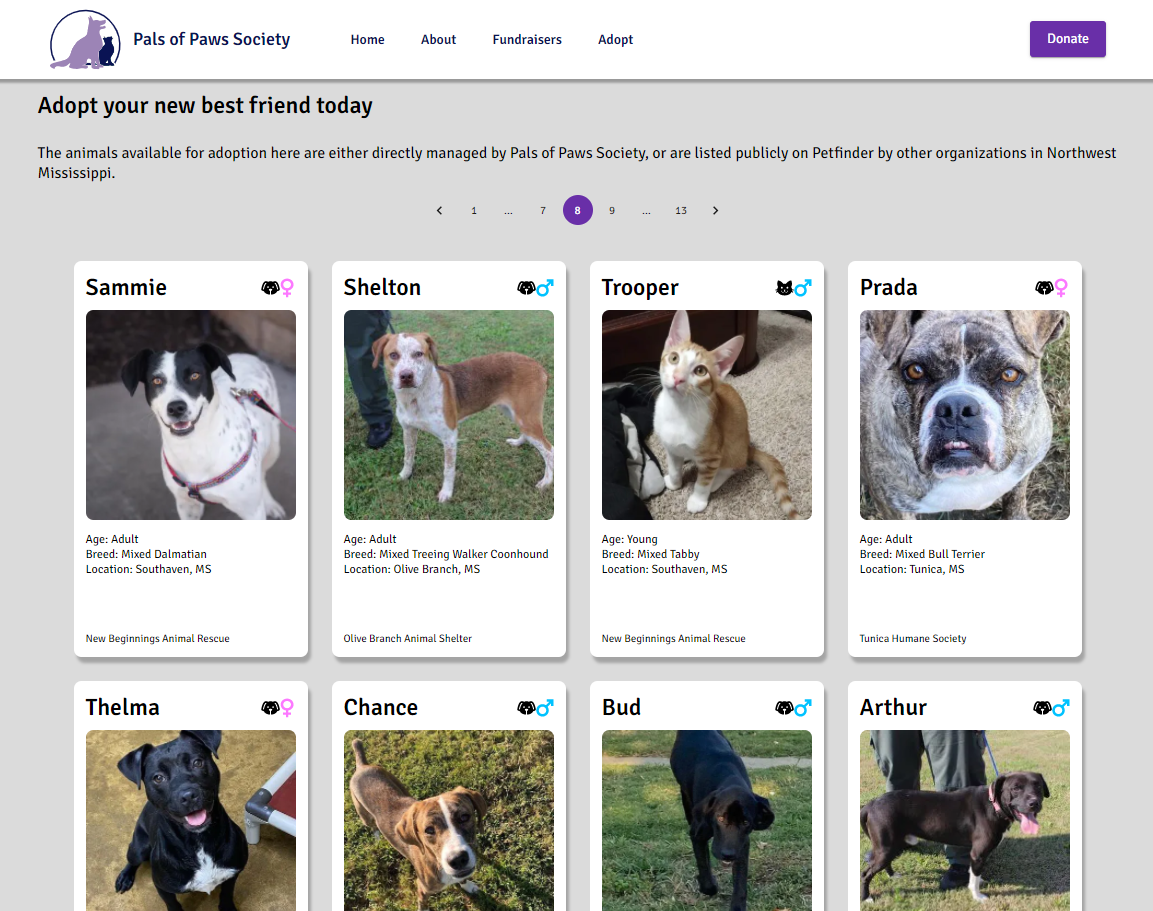 Pals of Paws Society
Home
About
Fundraisers
Adopt
Donate
Adopt your new best friend today
The animals available for adoption here are either directly managed by Pals of Paws Society, or are listed publicly on Petfinder by other organizations in Northwest
Mississippi.
1 ... 7 8 9 ... 13
Sammie
Age: Adult
Breed: Mixed Dalmatian
Location: Southaven, MS
New Beginnings Animal Rescue
Shelton
Age: Adult
Breed: Mixed Treeing Walker Coonhound
Location: Olive Branch, MS
Olive Branch Animal Shelter
Trooper
Age: Young
Breed: Mixed Tabby
Location: Southaven, MS
New Beginnings Animal Rescue
Prada
Age: Adult
Breed: Mixed Bull Terrier
Location: Tunica, MS
Tunica Humane Society
Thelma
Chance
Bud
Arthur